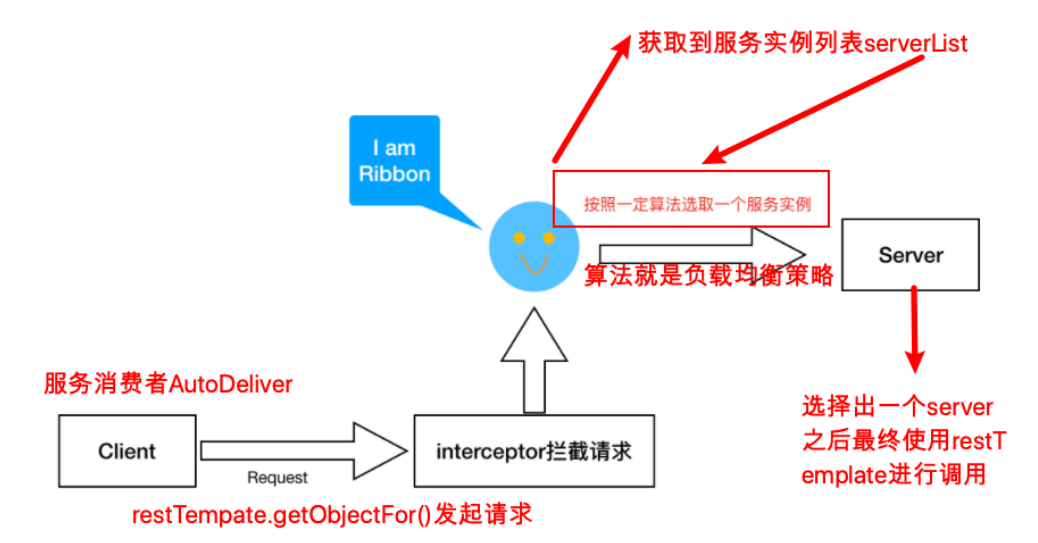 获取到服务实例列表serverList
I am
Ribbon
按照一定算法选取一个服务实例
算法就是负载均衡策略
Server
服务消费者AutoDeliver
Client
Request
interceptor拦截请求
restTempate.getObjectFor()发起请求
选择出一个server
之后最终使用restT
emplate进行调用